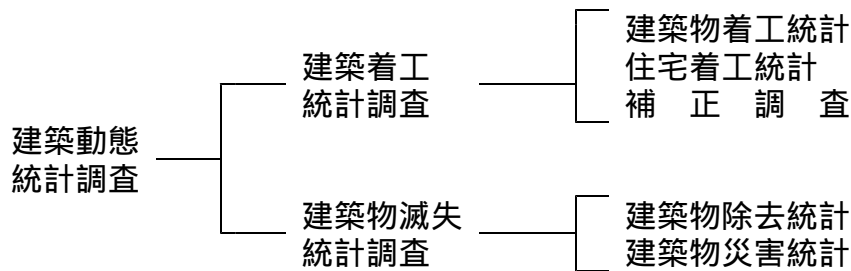 建築動態
統計調査
建築着工
統計調査
建築物着工統計
住宅着工統計
補正調査
建築物滅失
統計調査
建築物除去統計
建築物災害統計